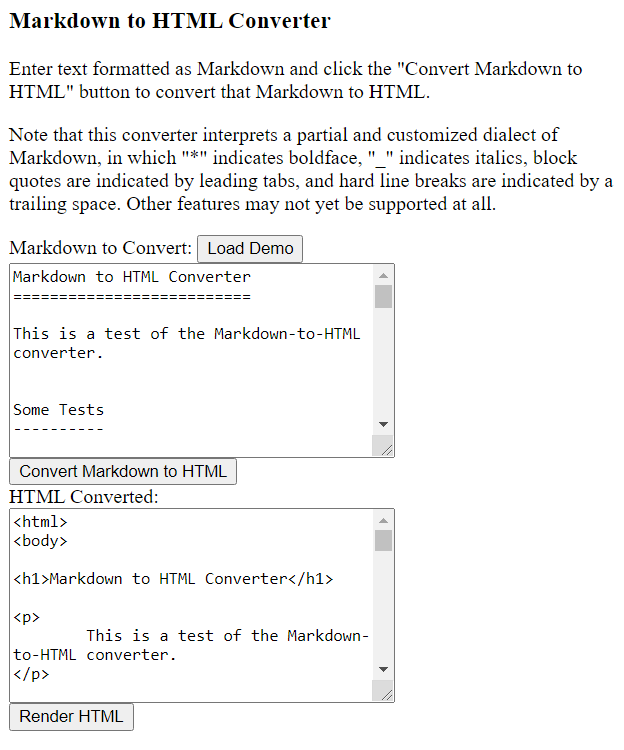 Markdown to HTML Converter
Enter text formatted as Markdown and click the "Convert Markdown to
HTML" button to convert that Markdown to HTML.
Note that this converter interprets a partial and customized dialect of
Markdown, in which "*" indicates boldface, "_" indicates italics, block
quotes are indicated by leading tabs, and hard line breaks are indicated by a
trailing space. Other features may not yet be supported at all.
Markdown to Convert: Load Demo
Markdown to HTML Converter
==========================
This is a test of the Markdown-to-HTML
converter.
Some Tests
----------
Convert Markdown to HTML
HTML Converted:
<html>
<body>
<h1>Markdown to HTML Converter</h1>
<p>
This is a test of the Markdown-
to-HTML converter.
</p>
Render HTML